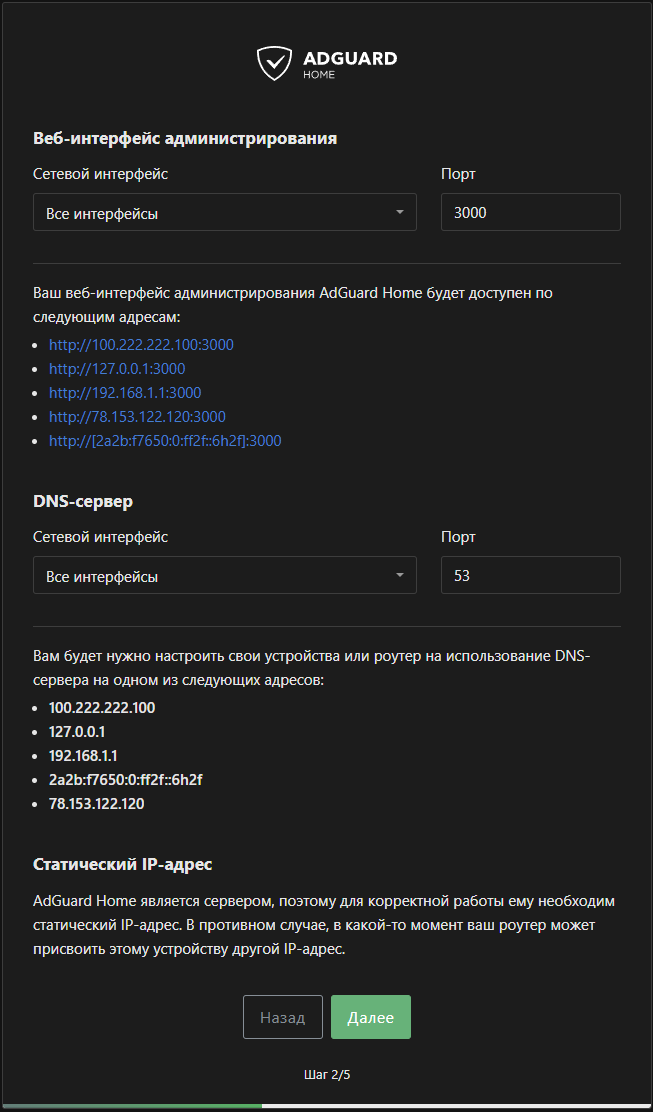 ADGUARD
HOME
Веб-интерфейс администрирования
Сетевой интерфейс
Порт
Все интерфейсы
3000
Ваш веб-интерфейс администрирования AdGuard Home будет доступен по
следующим адресам:
http://100.222.222.100:3000
http://127.0.0.1:3000
http://192.168.1.1:3000
http://78.153.122.120:3000
http://[2a2b:f7650:0:ff2f::6h2f]:3000
DNS-сервер
Сетевой интерфейс
Порт
Все интерфейсы
53
Вам будет нужно настроить свои устройства или роутер на использование DNS-
сервера на одном из следующих адресов:
100.222.222.100
127.0.0.1
192.168.1.1
2a2b:f7650:0:ff2f::6h2f
78.153.122.120
Статический IP-адрес
AdGuard Home является сервером, поэтому для корректной работы ему необходим
статический IP-адрес. В противном случае, в какой-то момент ваш роутер может
присвоить этому устройству другой IP-адрес.
Назад
Далее
Шаг 2/5